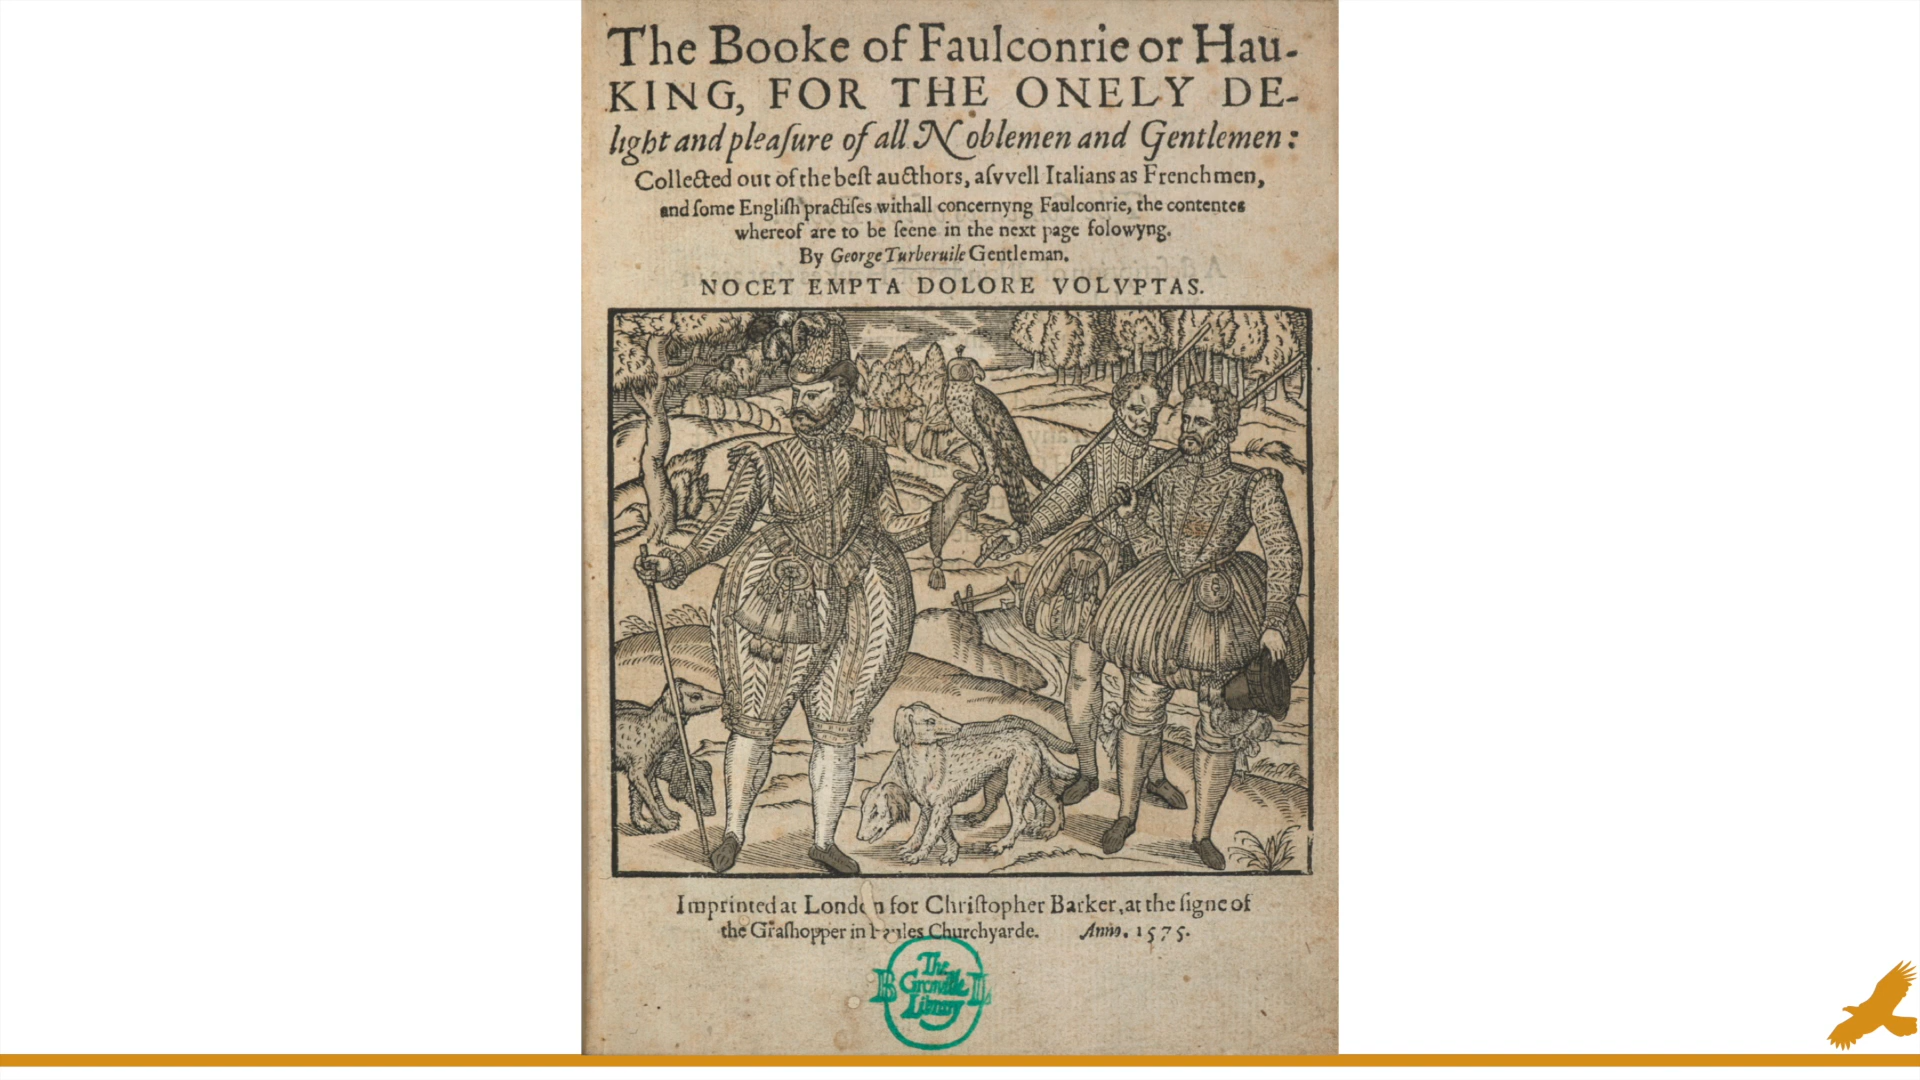 The Booke of Faulconrie or Hau-
KING, FOR THE ONELY DE-
light and pleaſure of all Noblemen and Gentlemen:
Collected out of the beſt aucthors, aſvvell Italians as Frenchmen,
and ſome Engliſh practiſes withall concernyng Faulconrie, the contentes
whereof are to be ſeene in the next page folowyng.
By George Turberuile Gentleman.
NOCET EMPTA DOLORE VOLVPTAS.
Imprinted at London for Chriſtopher Barker, at the ſigne of
the Graſhopper in Paules Churchyarde. Anno. 1575.
The
Grenville
Library